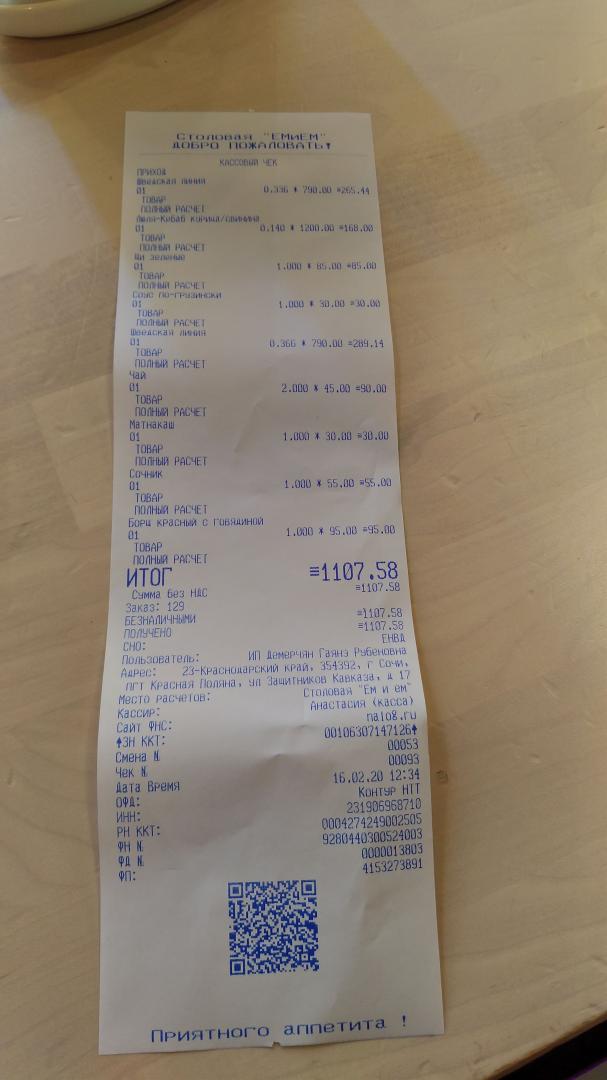 Столовая "ЕМиЕМ"
ДОБРО ПОЖАЛОВАТЬ!
КАССОВЫЙ ЧЕК
ПРИХОД
Шведская линия
01 0.336 * 790.00 =265.44
ТОВАР
ПОЛНЫЙ РАСЧЕТ
Люля-Кебаб курица/свинина
01 0.140 * 1200.00 =168.00
ТОВАР
ПОЛНЫЙ РАСЧЕТ
Щи зеленые
01 1.000 * 85.00 =85.00
ТОВАР
ПОЛНЫЙ РАСЧЕТ
Соус по-грузински
01 1.000 * 30.00 =30.00
ТОВАР
ПОЛНЫЙ РАСЧЕТ
Шведская линия
01 0.366 * 790.00 =289.14
ТОВАР
ПОЛНЫЙ РАСЧЕТ
Чай
01 2.000 * 45.00 =90.00
ТОВАР
ПОЛНЫЙ РАСЧЕТ
Матнакаш
01 1.000 * 30.00 =30.00
ТОВАР
ПОЛНЫЙ РАСЧЕТ
Сочник
01 1.000 * 55.00 =55.00
ТОВАР
ПОЛНЫЙ РАСЧЕТ
Борщ красный с говядиной
01 1.000 * 95.00 =95.00
ТОВАР
ПОЛНЫЙ РАСЧЕТ
ИТОГ =1107.58
Сумма без НДС =1107.58
Заказ: 129
БЕЗНАЛИЧНЫМИ =1107.58
ПОЛУЧЕНО =1107.58
СНО: ЕНВД
Пользователь: ИП Демерчян Гаянэ Рубеновна
Адрес: 23-Краснодарский край, 354392, г Сочи,
пгт Красная Поляна, ул Защитников Кавказа, д 17
Место расчетов: Столовая "Ем и ем"
Кассир: Анастасия (касса)
Сайт ФНС: nalog.ru
ЗН ККТ: 00106307147126
Смена № 00053
Чек № 00093
Дата Время 16.02.20 12:34
ОФД: Контур НТТ
ИНН: 231906968710
РН ККТ: 0004274249002505
ФН № 9280440300524003
ФД № 0000013803
ФП: 4153273891
Приятного аппетита !